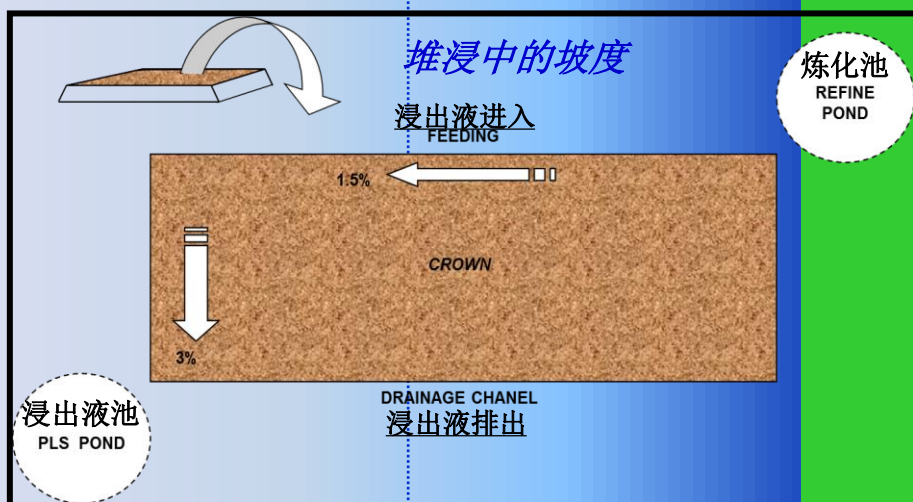 堆浸中的坡度
炼化池
REFINE
POND
浸出液进入
FEEDING
1.5%
CROWN
3%
DRAINAGE CHANEL
浸出液排出
浸出液池
PLS POND